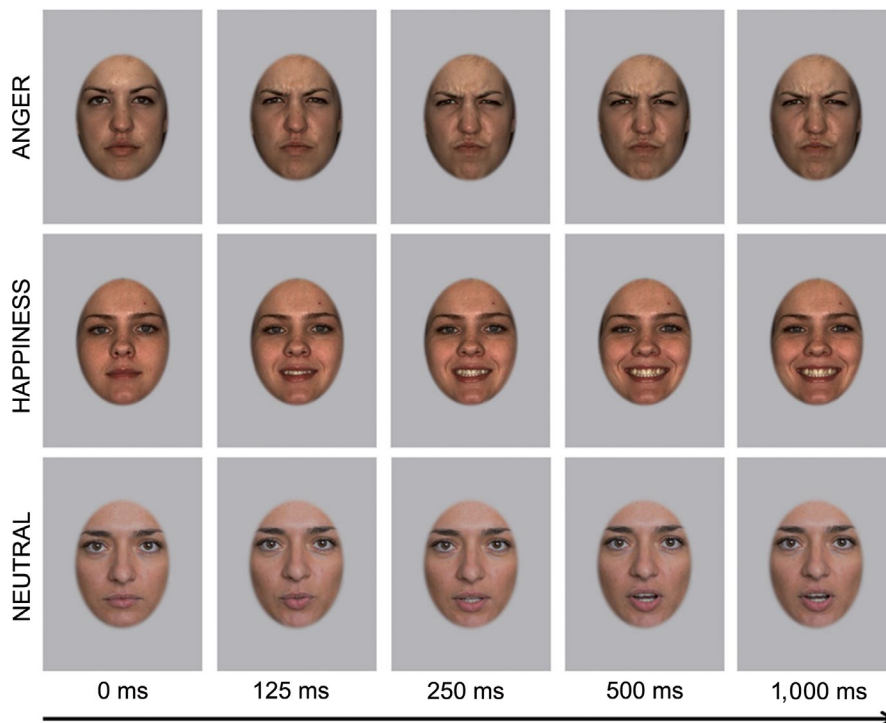 ANGER
HAPPINESS
NEUTRAL
0 ms
125 ms
250 ms
500 ms
1,000 ms